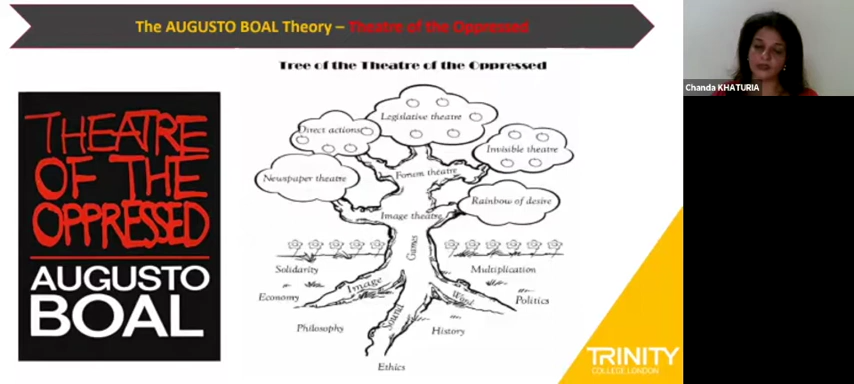 The AUGUSTO BOAL Theory – Theatre of the Oppressed
Tree of the Theatre of the Oppressed
THEATRE
OF THE
OPPRESSED
AUGUSTO
BOAL
Legislative theatre
Direct actions
Invisible theatre
Newspaper theatre
Forum theatre
Rainbow of desire
Image theatre
Games
Solidarity
Multiplication
Economy
Image
Word
Politics
Sound
Philosophy
History
Ethics
Chanda KHATURIA
TRINITY
COLLEGE LONDON